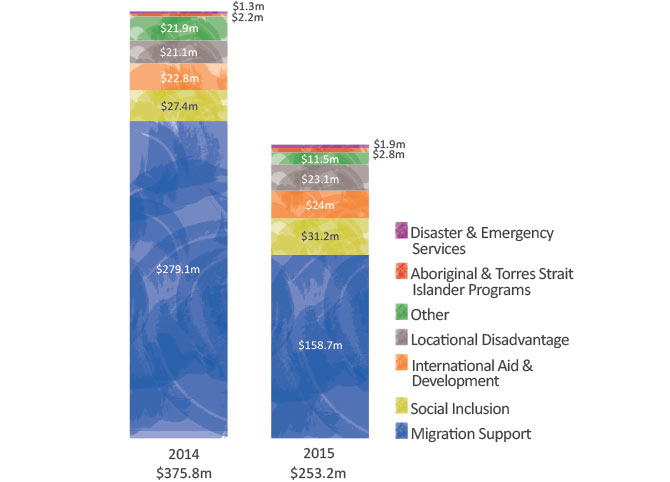 $1.3m
$2.2m
$21.9m
$21.1m
$22.8m
$27.4m
$279.1m
2014
$375.8m
$1.9m
$2.8m
$11.5m
$23.1m
$24m
$31.2m
$158.7m
2015
$253.2m
Disaster & Emergency
Services
Aboriginal & Torres Strait
Islander Programs
Other
Locational Disadvantage
International Aid &
Development
Social Inclusion
Migration Support